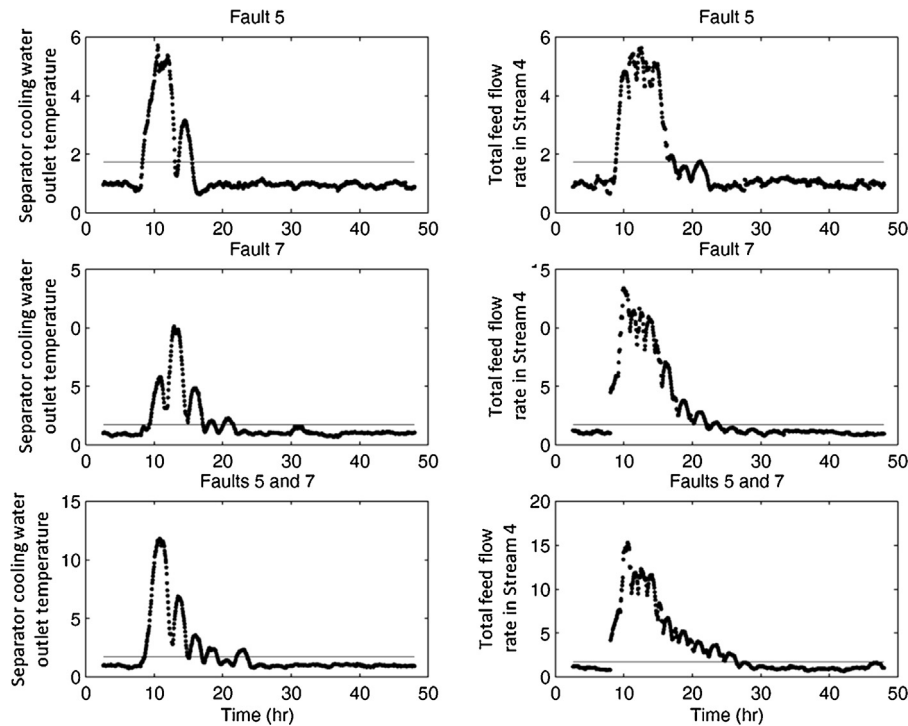 Fault 5
Separator cooling water
outlet temperature
6
4
2
0
0 10 20 30 40 50
Fault 5
Total feed flow
rate in Stream 4
6
4
2
0
0 10 20 30 40 50
Fault 7
Separator cooling water
outlet temperature
5
0
5
0
0 10 20 30 40 50
Fault 7
Total feed flow
rate in Stream 4
5
0
5
0
0 10 20 30 40 50
Faults 5 and 7
Separator cooling water
outlet temperature
15
10
5
0
0 10 20 30 40 50
Time (hr)
Faults 5 and 7
Total feed flow
rate in Stream 4
20
15
10
5
0
0 10 20 30 40 50
Time (hr)